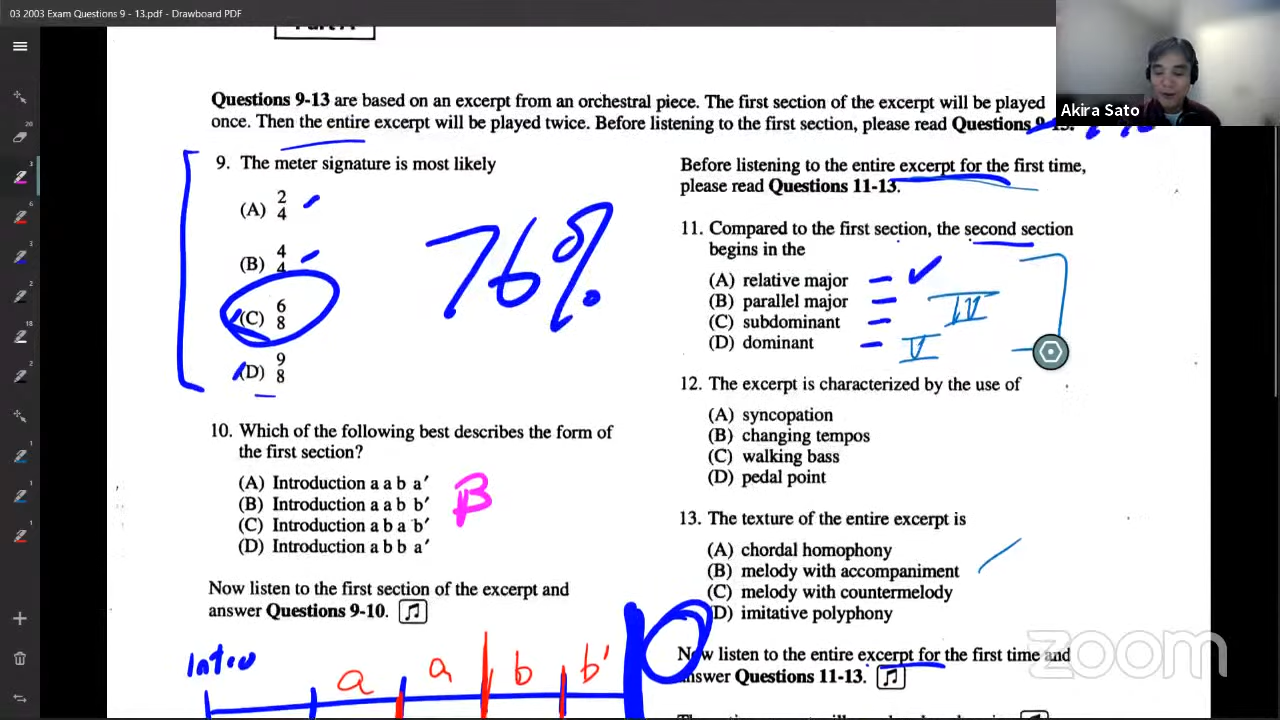 03 2003 Exam Questions 9 - 13.pdf - Drawboard PDF
Akira Sato
Questions 9-13 are based on an excerpt from an orchestral piece. The first section of the excerpt will be played
once. Then the entire excerpt will be played twice. Before listening to the first section, please read Questions
9. The meter signature is most likely
(A) 2/4
(B) 4/4
(C) 6/8
(D) 9/8
76%
10. Which of the following best describes the form of
the first section?
(A) Introduction a a b a′
(B) Introduction a a b b′
(C) Introduction a b a b′
(D) Introduction a b b a′
B
Now listen to the first section of the excerpt and
answer Questions 9-10.
Intro a a b b'
Before listening to the entire excerpt for the first time,
please read Questions 11-13.
11. Compared to the first section, the second section
begins in the
(A) relative major
(B) parallel major
(C) subdominant IV
(D) dominant V
12. The excerpt is characterized by the use of
(A) syncopation
(B) changing tempos
(C) walking bass
(D) pedal point
13. The texture of the entire excerpt is
(A) chordal homophony
(B) melody with accompaniment
(C) melody with countermelody
(D) imitative polyphony
Now listen to the entire excerpt for the first time and
answer Questions 11-13.
zoom